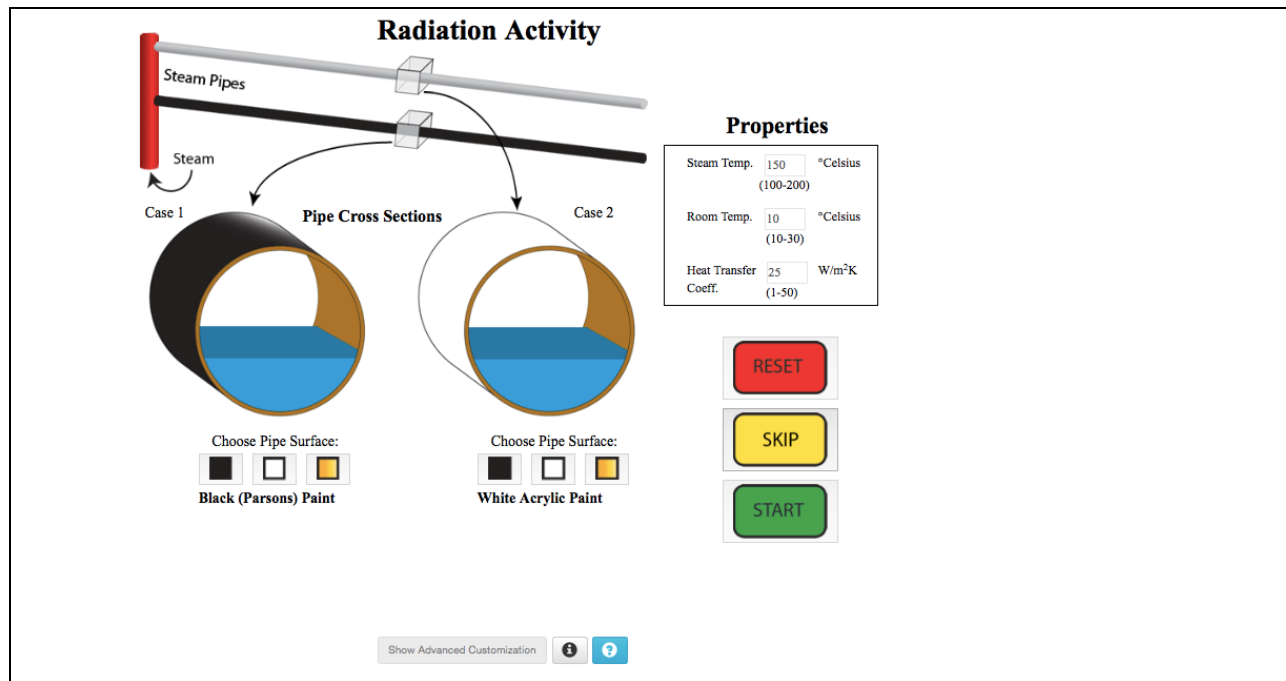 Radiation Activity
Steam Pipes
Steam
Case 1
Pipe Cross Sections
Case 2
Choose Pipe Surface:
Black (Parsons) Paint
Choose Pipe Surface:
White Acrylic Paint
Properties
Steam Temp. 150 °Celsius
(100-200)
Room Temp. 10 °Celsius
(10-30)
Heat Transfer 25 W/m²K
Coeff. (1-50)
RESET
SKIP
START
Show Advanced Customization